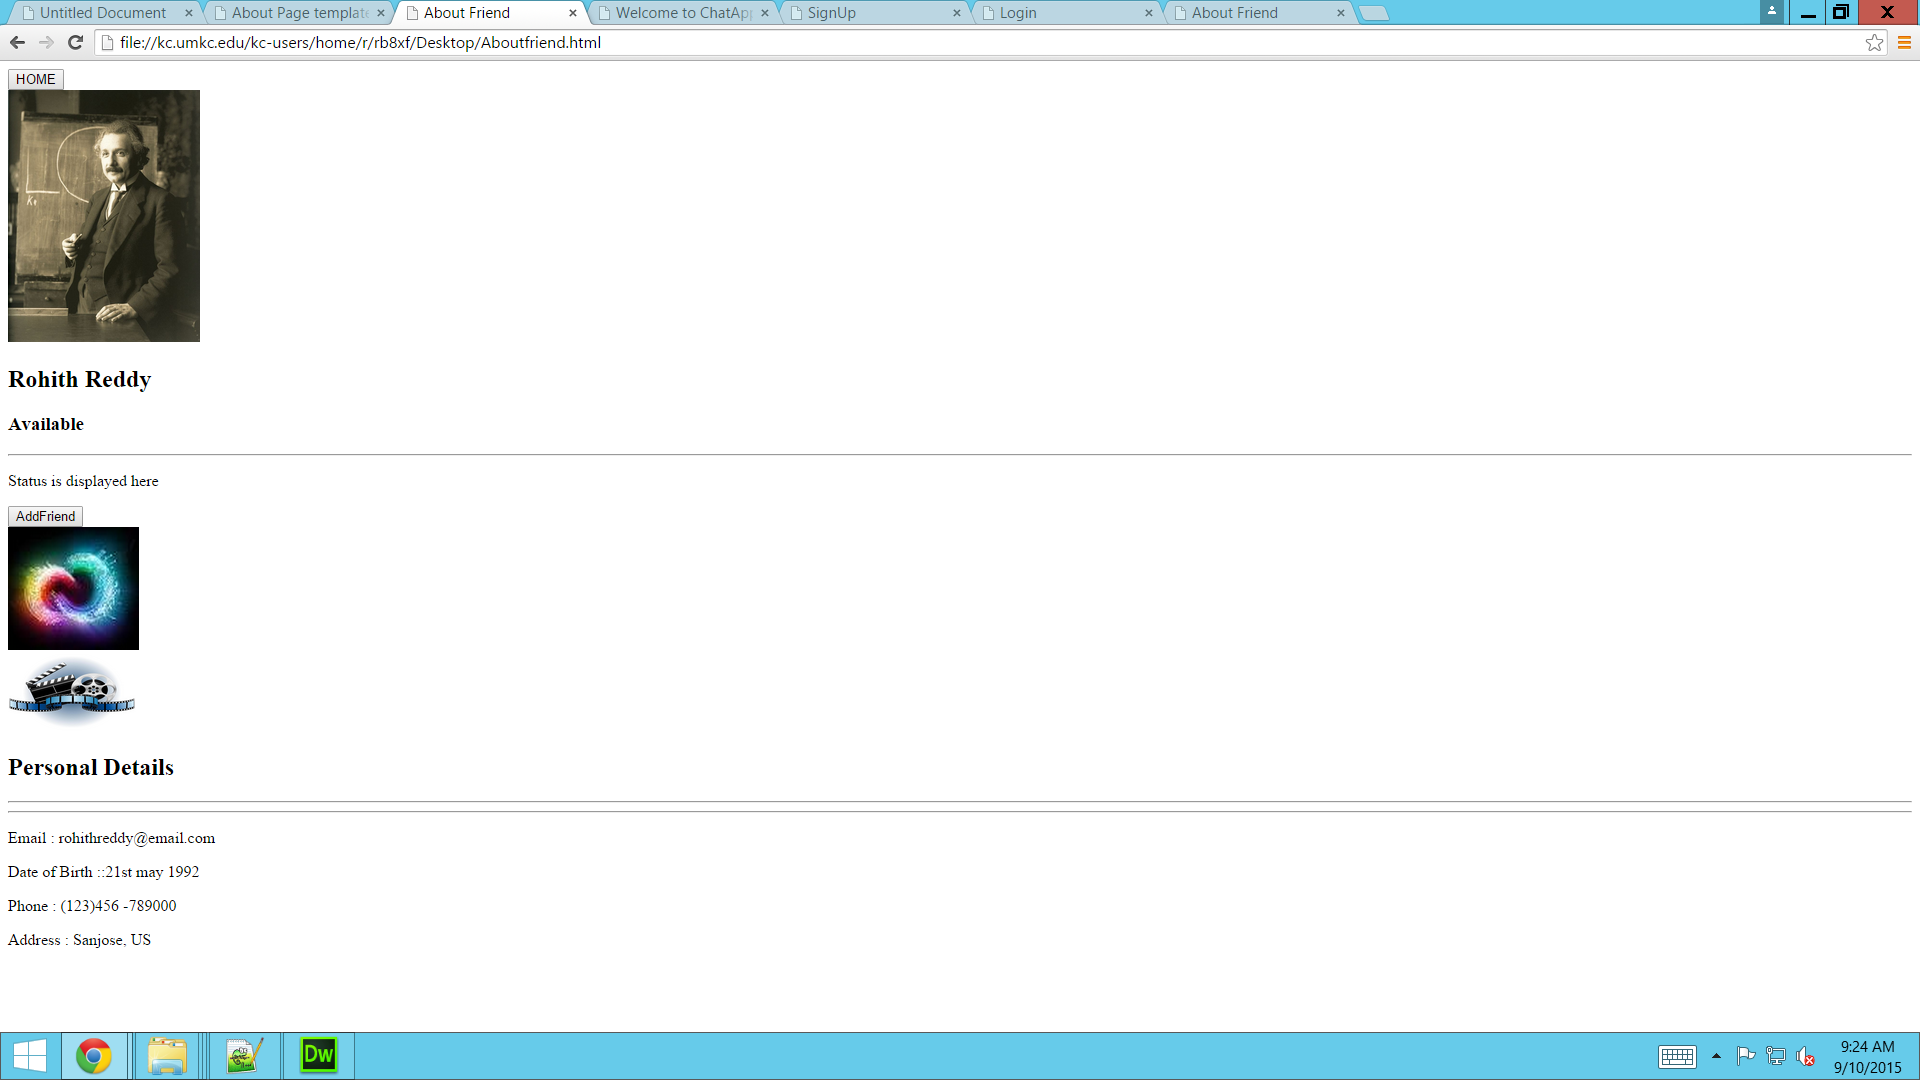 Untitled Document
About Page templat
About Friend
Welcome to ChatAp
SignUp
Login
About Friend
file://kc.umkc.edu/kc-users/home/r/rb8xf/Desktop/Aboutfriend.html
HOME
Rohith Reddy
Available
Status is displayed here
AddFriend
Personal Details
Email : rohithreddy@email.com
Date of Birth ::21st may 1992
Phone : (123)456 -789000
Address : Sanjose, US
Dw
9:24 AM
9/10/2015